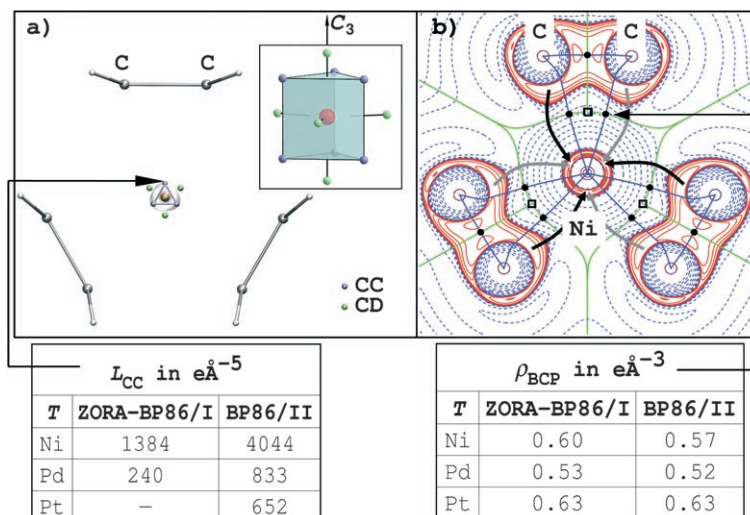 a)
C₃
b)
C C
C C
Ni
CC
CD
L_CC in eÅ⁻⁵
T ZORA-BP86/I BP86/II
Ni 1384 4044
Pd 240 833
Pt – 652
ρ_BCP in eÅ⁻³
T ZORA-BP86/I BP86/II
Ni 0.60 0.57
Pd 0.53 0.52
Pt 0.63 0.63